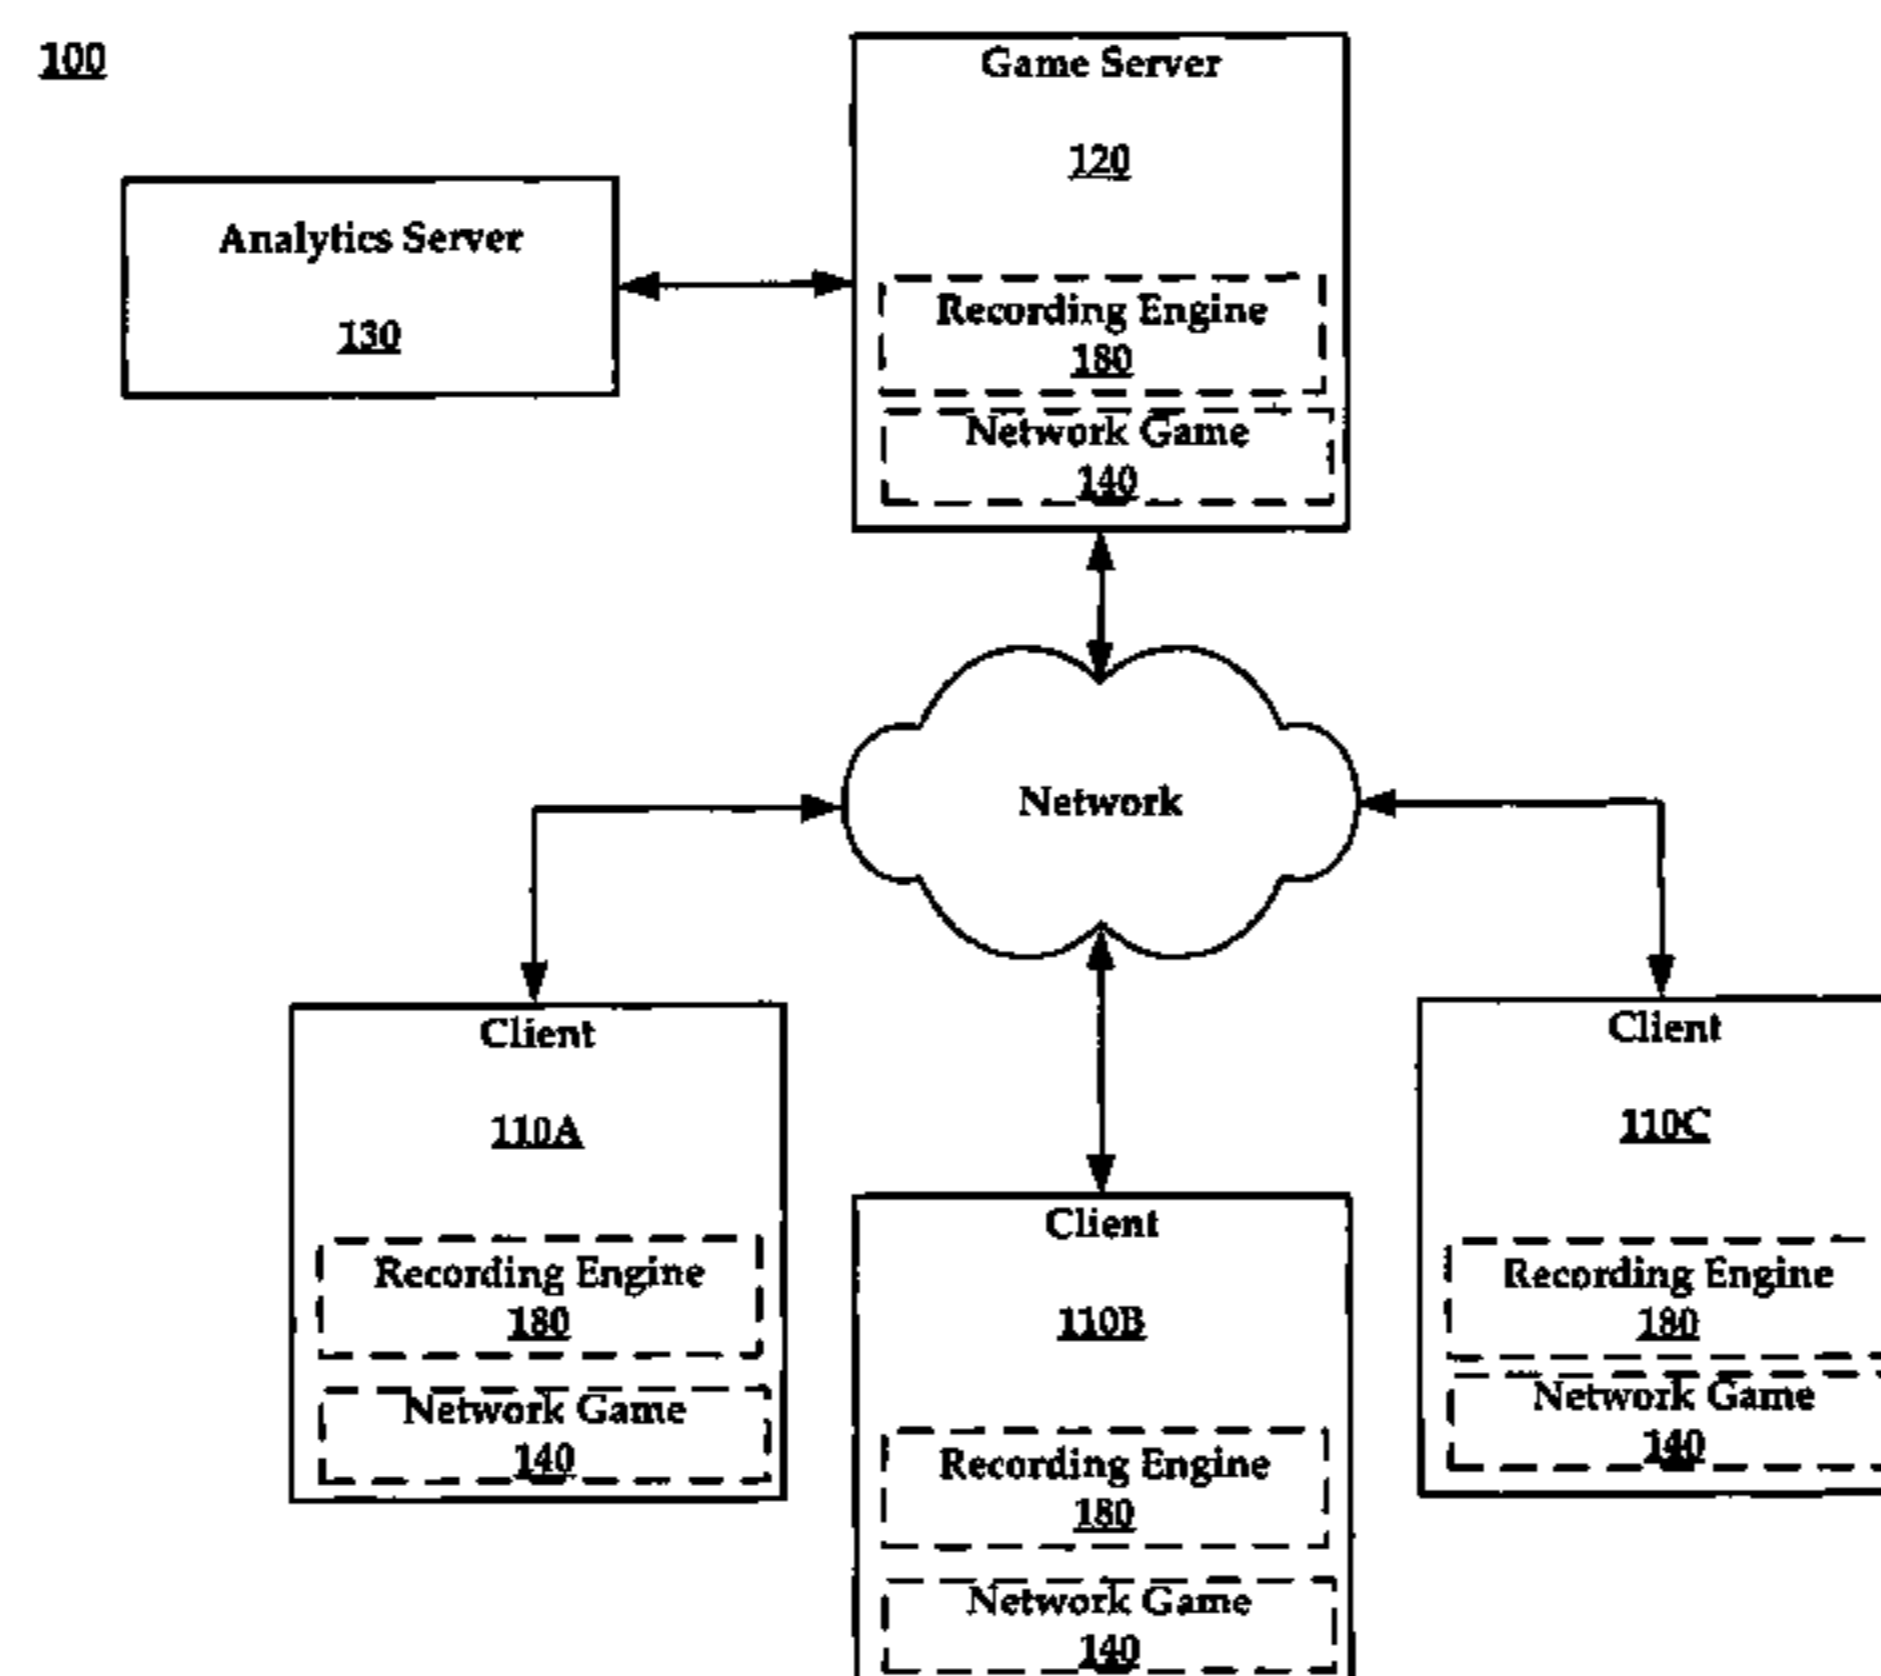 100
Game Server
120
Analytics Server
130
Recording Engine
180
Network Game
140
Network
Client
110A
Recording Engine
180
Network Game
140
Client
110B
Recording Engine
180
Network Game
140
Client
110C
Recording Engine
180
Network Game
140